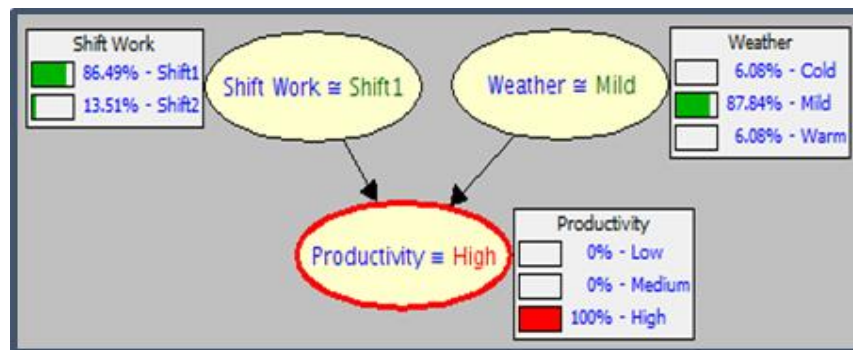 Shift Work
86.49% - Shift1
13.51% - Shift2
Shift Work ≅ Shift1
Weather ≅ Mild
Weather
6.08% - Cold
87.84% - Mild
6.08% - Warm
Productivity ≡ High
Productivity
0% - Low
0% - Medium
100% - High